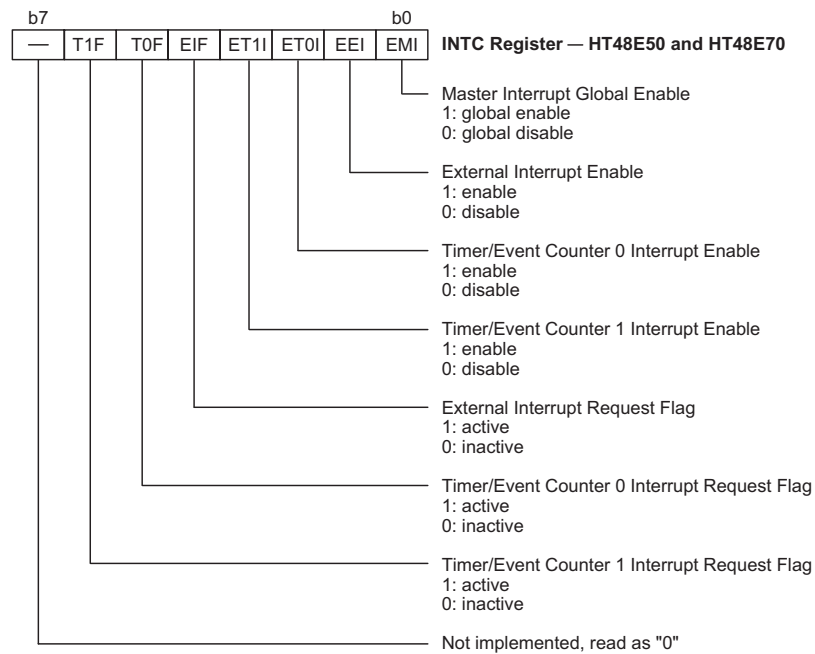 b7 b0
— T1F T0F EIF ET1I ET0I EEI EMI INTC Register — HT48E50 and HT48E70
Master Interrupt Global Enable
1: global enable
0: global disable
External Interrupt Enable
1: enable
0: disable
Timer/Event Counter 0 Interrupt Enable
1: enable
0: disable
Timer/Event Counter 1 Interrupt Enable
1: enable
0: disable
External Interrupt Request Flag
1: active
0: inactive
Timer/Event Counter 0 Interrupt Request Flag
1: active
0: inactive
Timer/Event Counter 1 Interrupt Request Flag
1: active
0: inactive
Not implemented, read as "0"